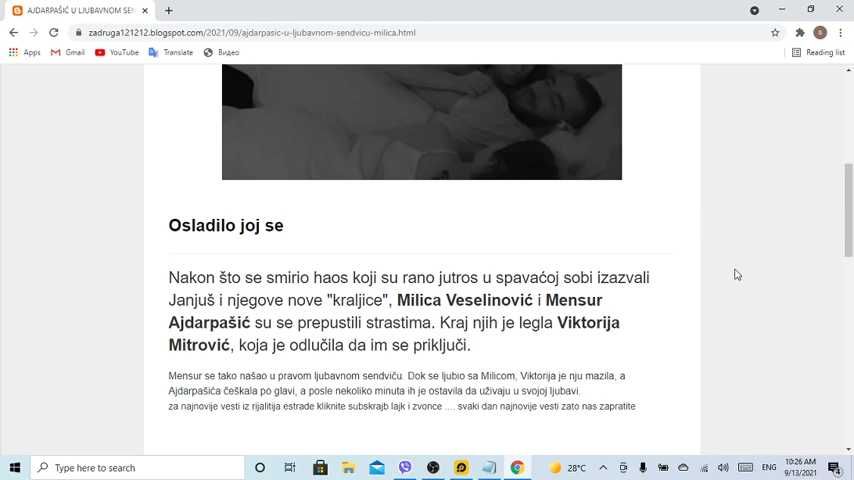 AJDARPAŠIĆ U LJUBAVNOM SEN
zadruga121212.blogspot.com/2021/09/ajdarpasic-u-ljubavnom-sendvicu-milica.html
S
Apps Gmail YouTube Translate Видео Reading list
Osladilo joj se
Nakon što se smirio haos koji su rano jutros u spavaćoj sobi izazvali
Janjuš i njegove nove "kraljice", Milica Veselinović i Mensur
Ajdarpašić su se prepustili strastima. Kraj njih je legla Viktorija
Mitrović, koja je odlučila da im se priključi.
Mensur se tako našao u pravom ljubavnom sendviču. Dok se ljubio sa Milicom, Viktorija je nju mazila, a
Ajdarpašića češkala po glavi, a posle nekoliko minuta ih je ostavila da uživaju u svojoj ljubavi.
za najnovije vesti iz rijalitija estrade kliknite subskrajb lajk i zvonce .... svaki dan najnovije vesti zato nas zapratite
Type here to search
28°C
ENG
10:26 AM
9/13/2021
4